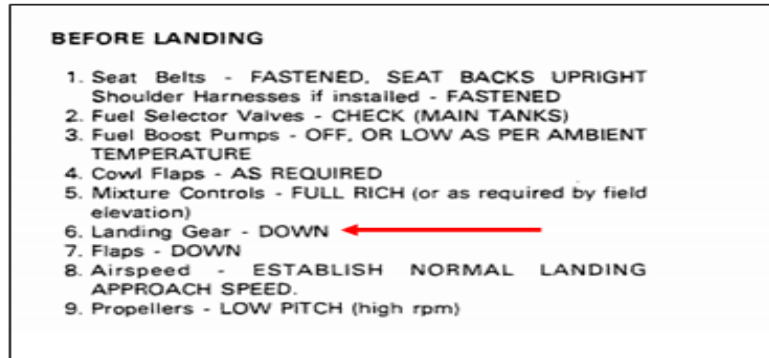 BEFORE LANDING
1. Seat Belts - FASTENED, SEAT BACKS UPRIGHT
Shoulder Harnesses if installed - FASTENED
2. Fuel Selector Valves - CHECK (MAIN TANKS)
3. Fuel Boost Pumps - OFF, OR LOW AS PER AMBIENT
TEMPERATURE
4. Cowl Flaps - AS REQUIRED
5. Mixture Controls - FULL RICH (or as required by field
elevation)
6. Landing Gear - DOWN
7. Flaps - DOWN
8. Airspeed - ESTABLISH NORMAL LANDING
APPROACH SPEED.
9. Propellers - LOW PITCH (high rpm)